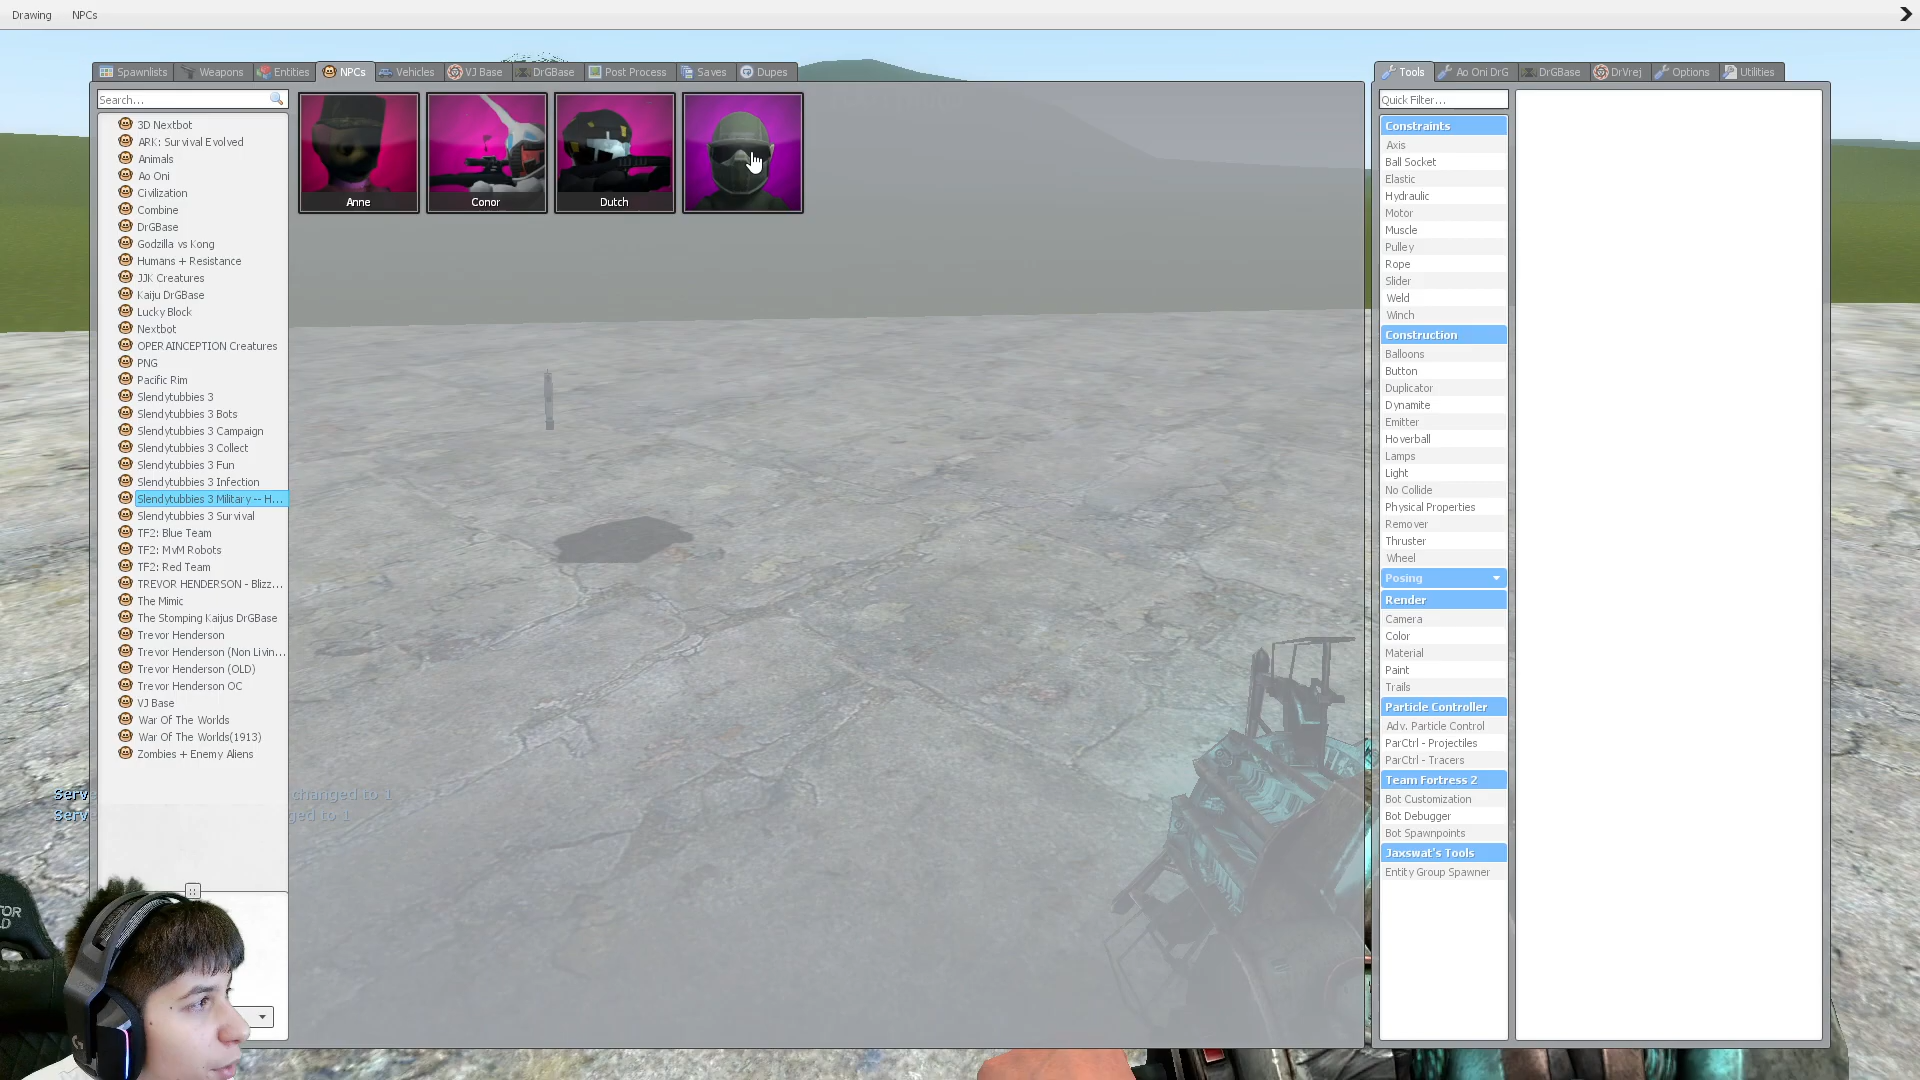 Drawing NPCs
Spawnlists Weapons Entities NPCs Vehicles VJ Base DrGBase Post Process Saves Dupes
Tools Ao Oni DrG DrGBase DrVrej Options Utilities
Search...
3D Nextbot
ARK: Survival Evolved
Animals
Ao Oni
Civilization
Combine
DrGBase
Godzilla vs Kong
Humans + Resistance
JJK Creatures
Kaiju DrGBase
Lucky Block
Nextbot
OPERAINCEPTION Creatures
PNG
Pacific Rim
Slendytubbies 3
Slendytubbies 3 Bots
Slendytubbies 3 Campaign
Slendytubbies 3 Collect
Slendytubbies 3 Fun
Slendytubbies 3 Infection
Slendytubbies 3 Military -- H...
Slendytubbies 3 Survival
TF2: Blue Team
TF2: MvM Robots
TF2: Red Team
TREVOR HENDERSON - Blizz...
The Mimic
The Stomping Kaijus DrGBase
Trevor Henderson
Trevor Henderson (Non Livin...
Trevor Henderson (OLD)
Trevor Henderson OC
VJ Base
War Of The Worlds
War Of The Worlds(1913)
Zombies + Enemy Aliens
Anne
Conor
Dutch
Serv changed to 1
Serv ged to 1
Quick Filter...
Constraints
Axis
Ball Socket
Elastic
Hydraulic
Motor
Muscle
Pulley
Rope
Slider
Weld
Winch
Construction
Balloons
Button
Duplicator
Dynamite
Emitter
Hoverball
Lamps
Light
No Collide
Physical Properties
Remover
Thruster
Wheel
Posing
Render
Camera
Color
Material
Paint
Trails
Particle Controller
Adv. Particle Control
ParCtrl - Projectiles
ParCtrl - Tracers
Team Fortress 2
Bot Customization
Bot Debugger
Bot Spawnpoints
Jaxswat's Tools
Entity Group Spawner